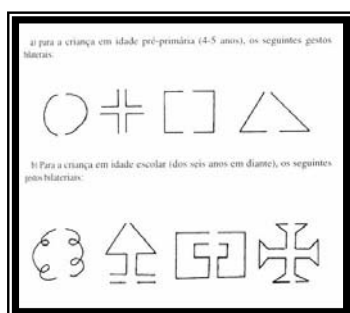 a) para a criança em idade pré-primária (4-5 anos), os seguintes gestos
bilaterais:
b) Para a criança em idade escolar (dos seis anos em diante), os seguintes
gestos bilateriais: